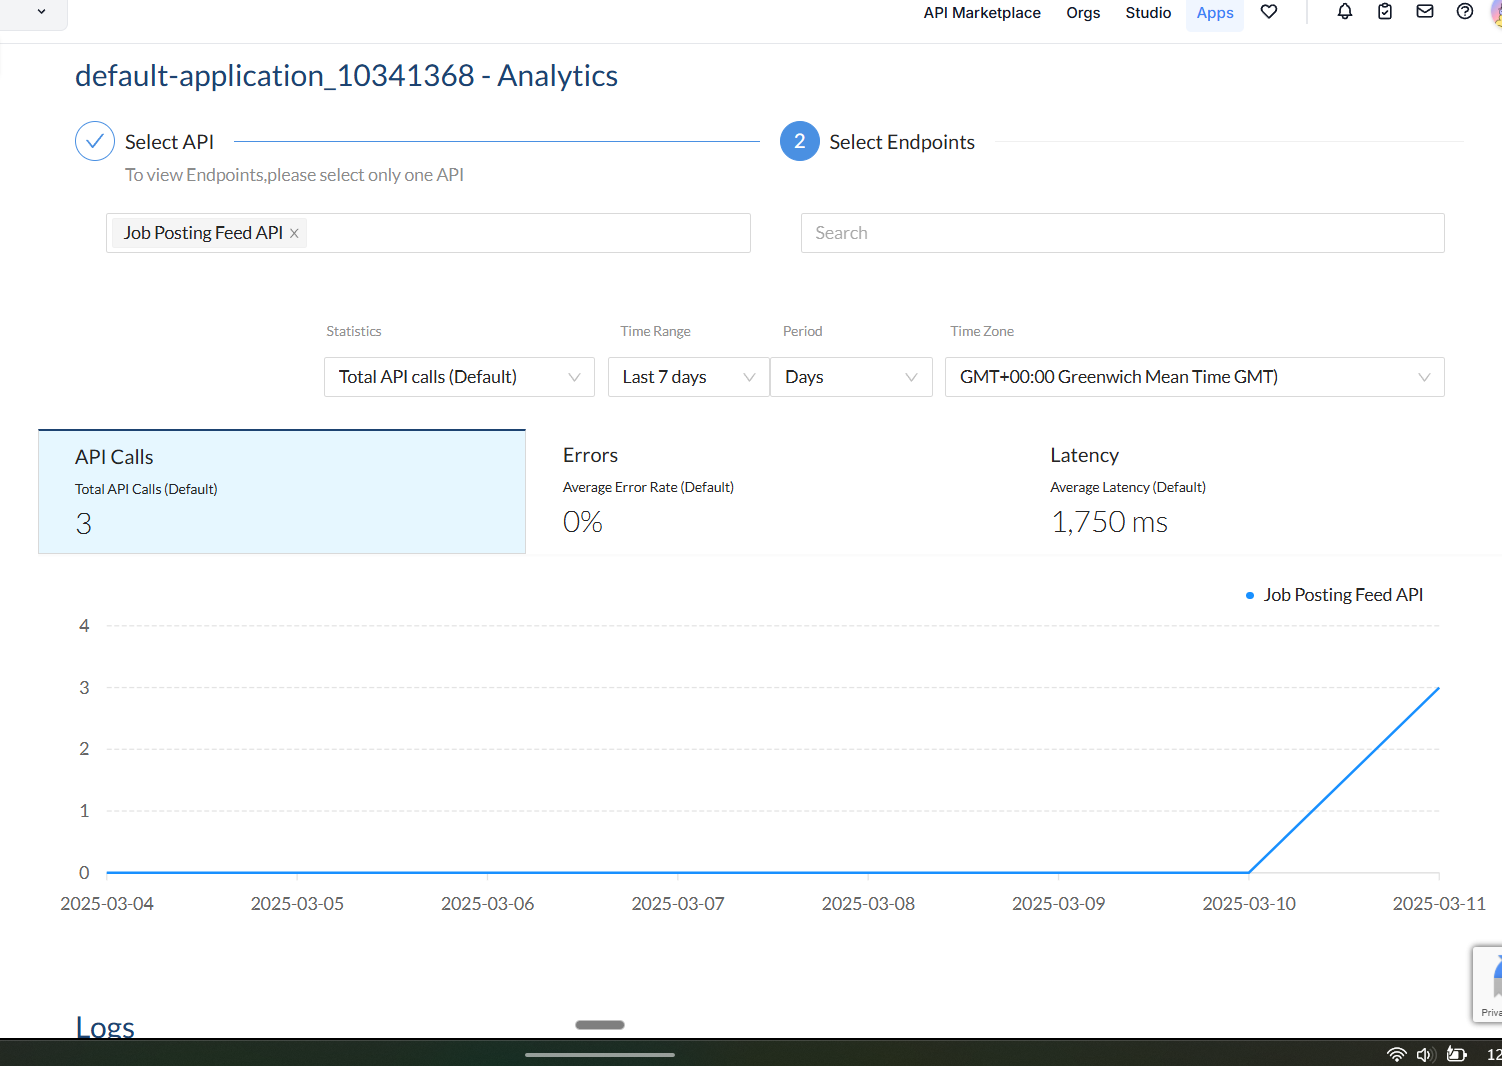 API Marketplace Orgs Studio Apps
default-application_10341368 - Analytics
Select API
2 Select Endpoints
To view Endpoints,please select only one API
Job Posting Feed API ×
Search
Statistics Time Range Period Time Zone
Total API calls (Default) Last 7 days Days GMT+00:00 Greenwich Mean Time GMT)
API Calls
Total API Calls (Default)
3
Errors
Average Error Rate (Default)
0%
Latency
Average Latency (Default)
1,750 ms
Job Posting Feed API
4
3
2
1
0
2025-03-04 2025-03-05 2025-03-06 2025-03-07 2025-03-08 2025-03-09 2025-03-10 2025-03-11
Logs